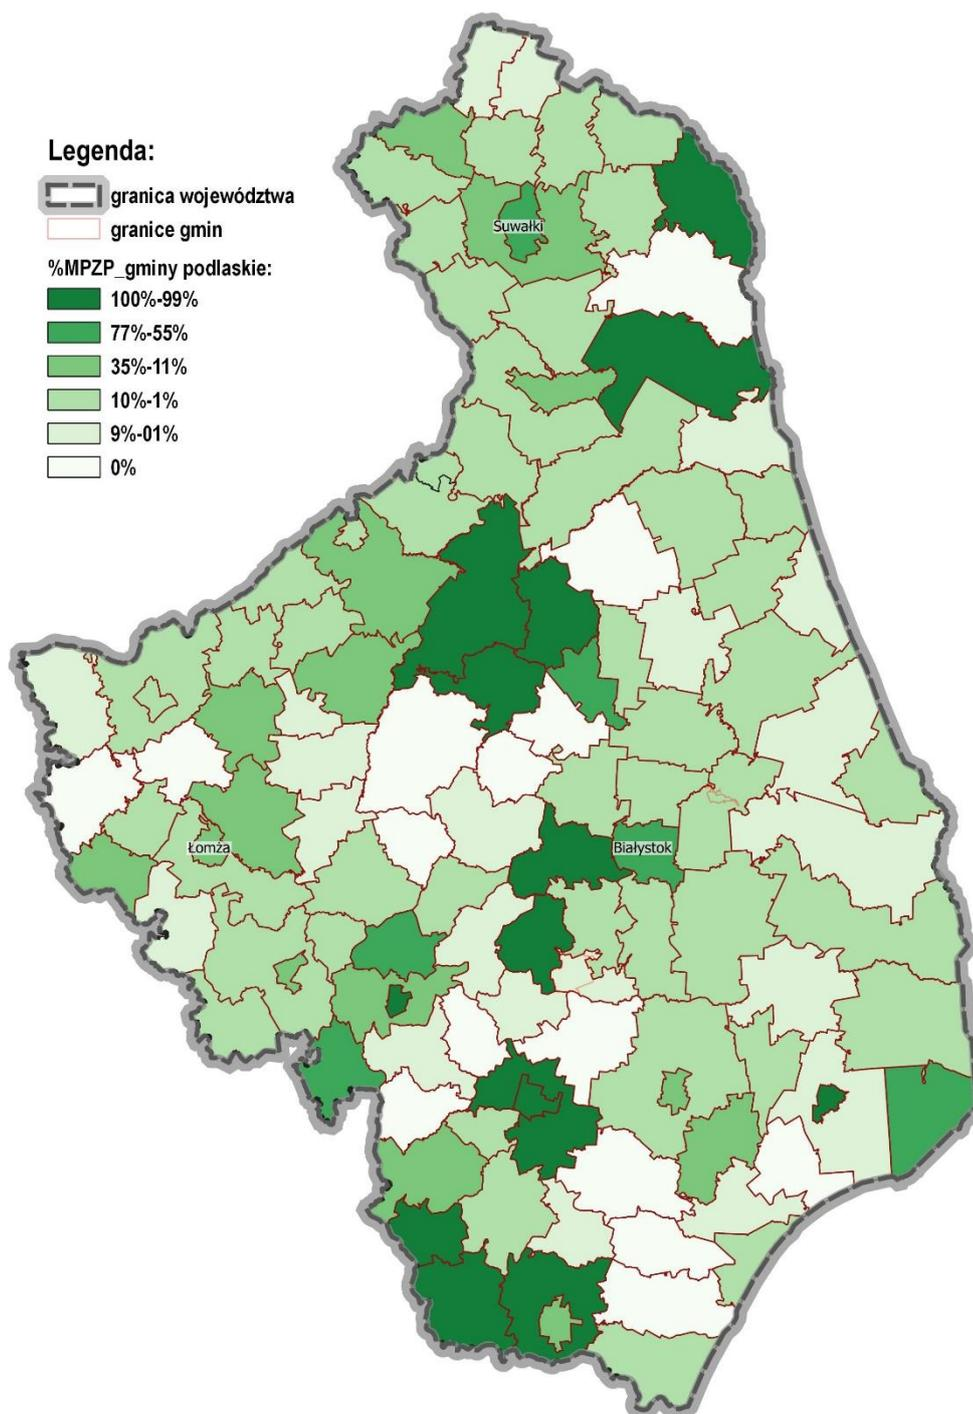 Legenda:
granica wojewódźtwa
granice gmin
%MPZP_gminy podlaskie:
100%-99%
77%-55%
35%-11%
10%-1%
9%-01%
0%
Suwałki
Łomża
Białystok